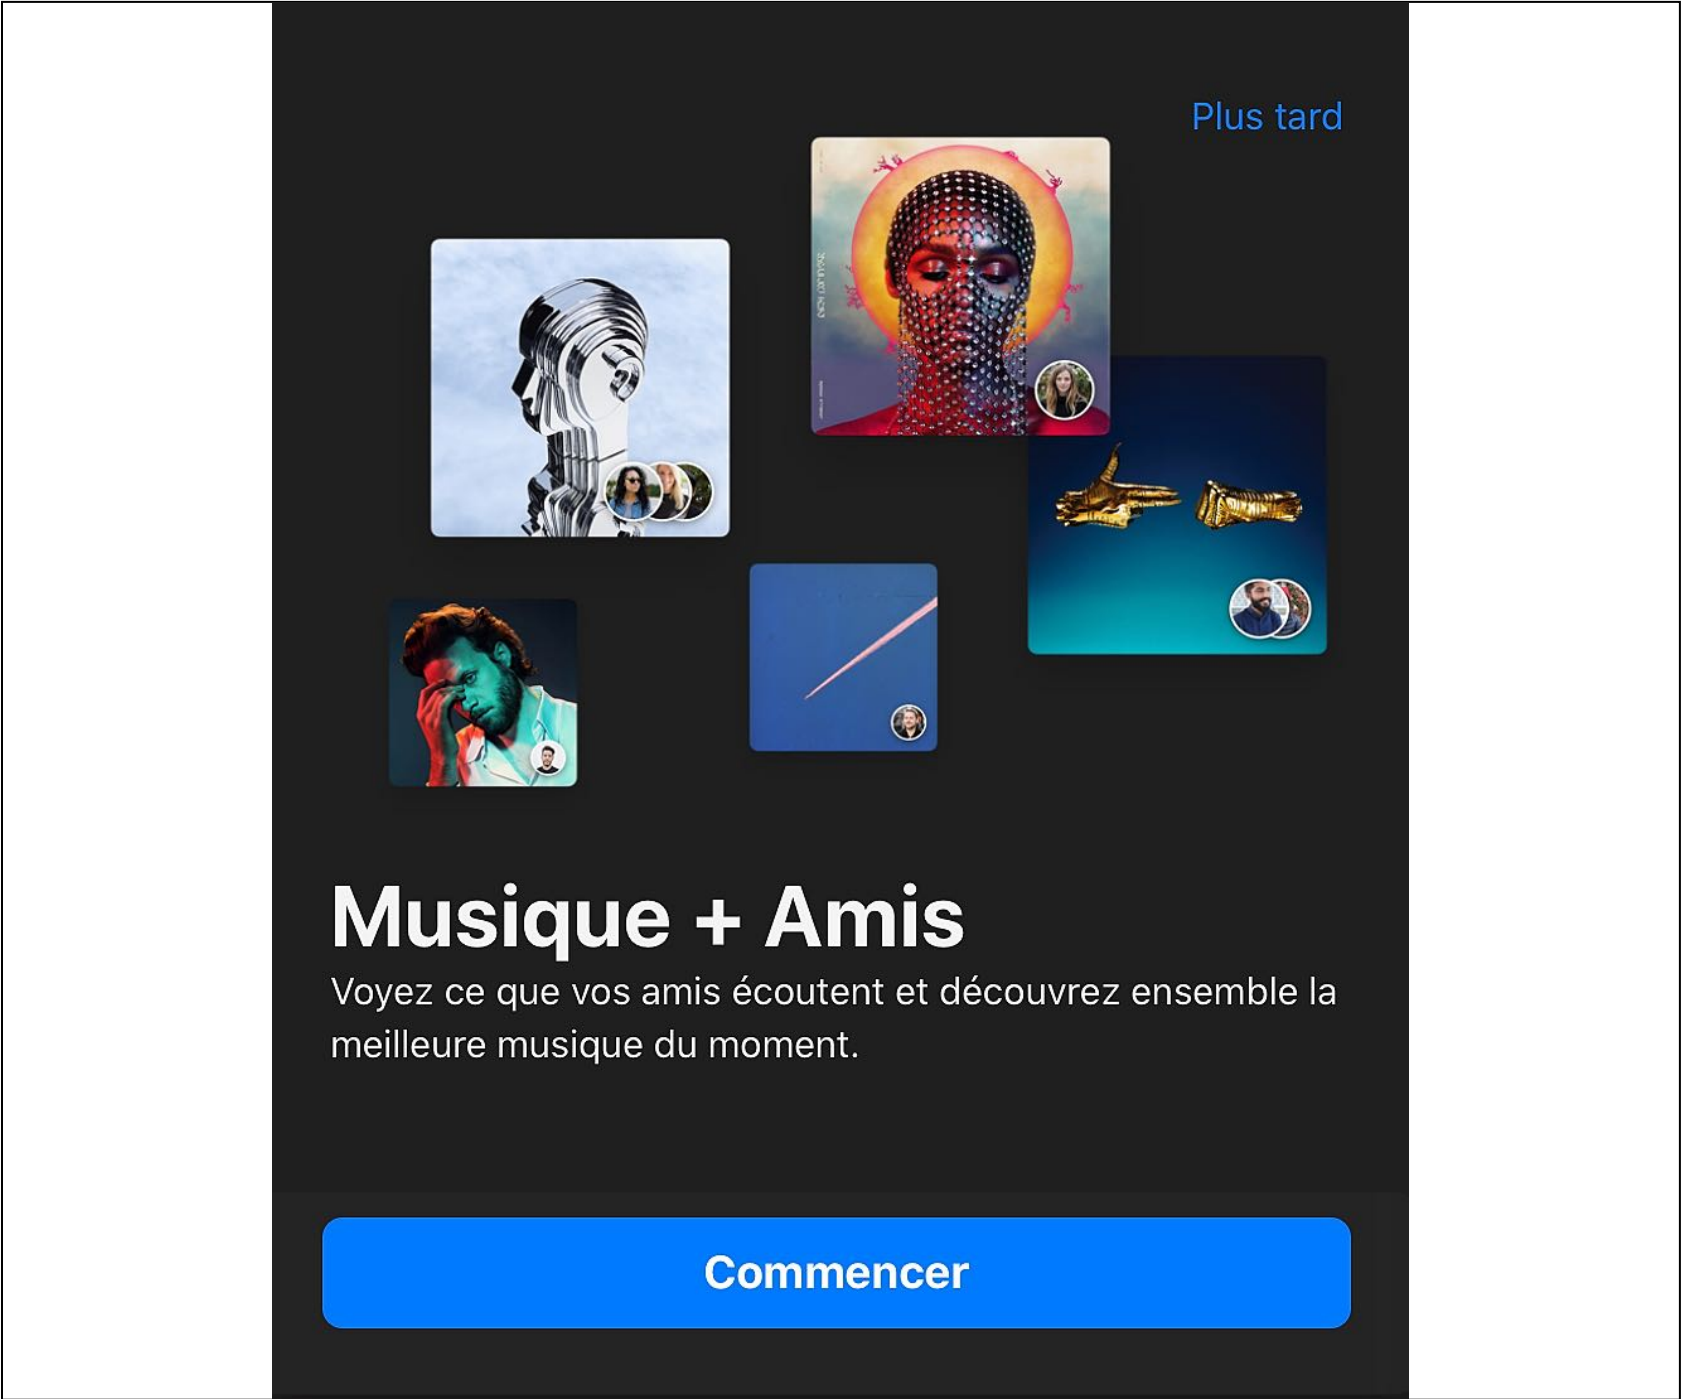 Plus tard
Musique + Amis
Voyez ce que vos amis écoutent et découvrez ensemble la
meilleure musique du moment.
Commencer